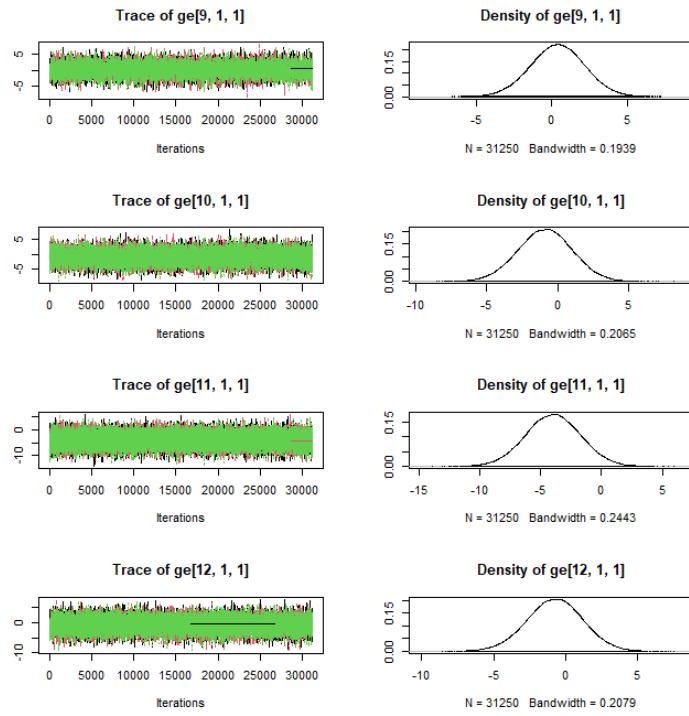 Trace of ge[9, 1, 1]
Density of ge[9, 1, 1]
5
-5
0 5000 10000 15000 20000 25000 30000
Iterations
0.15
0.00
-5 0 5
N = 31250 Bandwidth = 0.1939
Trace of ge[10, 1, 1]
Density of ge[10, 1, 1]
5
-5
0 5000 10000 15000 20000 25000 30000
Iterations
0.15
0.00
-10 -5 0 5
N = 31250 Bandwidth = 0.2065
Trace of ge[11, 1, 1]
Density of ge[11, 1, 1]
0
-10
0 5000 10000 15000 20000 25000 30000
Iterations
0.15
0.00
-15 -10 -5 0 5
N = 31250 Bandwidth = 0.2443
Trace of ge[12, 1, 1]
Density of ge[12, 1, 1]
0
-10
0 5000 10000 15000 20000 25000 30000
Iterations
0.15
0.00
-10 -5 0 5
N = 31250 Bandwidth = 0.2079